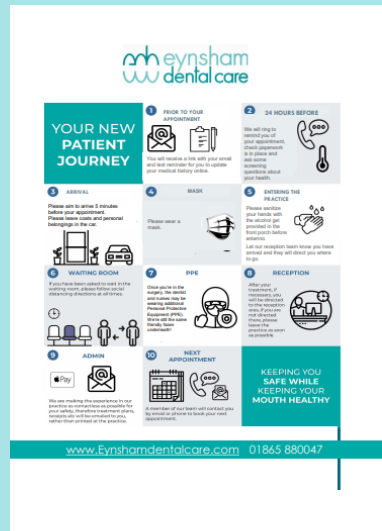 eynsham
dental care
YOUR NEW
PATIENT
JOURNEY
1 PRIOR TO YOUR
APPOINTMENT
You will receive a link with your email
and text reminder for you to update
your medical history online.
2 24 HOURS BEFORE
We will ring to
remind you of
your appointment,
check paperwork
is in place and
ask some
screening
questions about
your health.
3 ARRIVAL
Please aim to arrive 5 minutes
before your appointment.
Please leave coats and personal
belongings in the car.
4 MASK
Please wear a
mask.
5 ENTERING THE
PRACTICE
Please sanitize
your hands with
the alcohol gel
provided in the
front porch before
entering.
Let our reception team know you have
arrived and they will direct you where
to go.
6 WAITING ROOM
If you have been asked to wait in the
waiting room, please follow social
distancing directions at all times.
7 PPE
Once you're in the
surgery, the dentist
and nurses may be
wearing additional
Personal Protective
Equipment (PPE).
We're still the same
friendly faces
underneath!
8 RECEPTION
After your
treatment, if
necessary, you will
be directed
to the reception
area. If you are
not directed
there, please
leave the
practice as soon
as possible.
9 ADMIN
Pay
We are making the experience in our
practice as contactless as possible for
your safety, therefore treatment plans,
receipts etc will be emailed to you,
rather than printed at the practice.
10 NEXT
APPOINTMENT
A member of our team will contact you
by email or phone to book your next
appointment.
KEEPING YOU
SAFE WHILE
KEEPING YOUR
MOUTH HEALTHY
www.Eynshamdentalcare.com 01865 880047